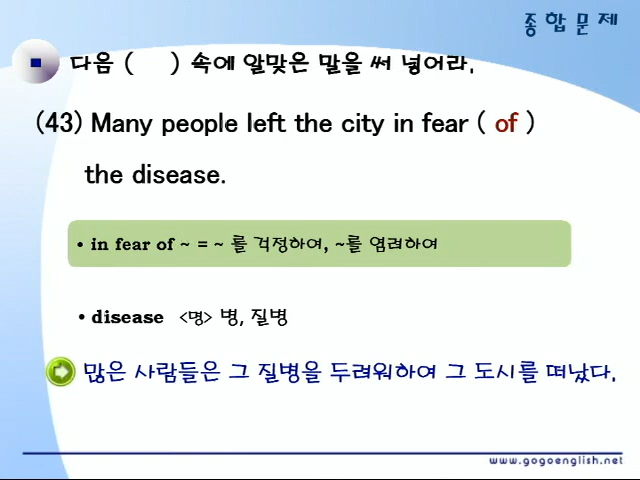 종합문제
다음 (    ) 속에 알맞은 말을 써 넣어라.
(43) Many people left the city in fear ( of )
the disease.
• in fear of ~ = ~ 를 걱정하여, ~를 염려하여
• disease <명> 병, 질병
많은 사람들은 그 질병을 두려워하여 그 도시를 떠났다.
www.gogoenglish.net